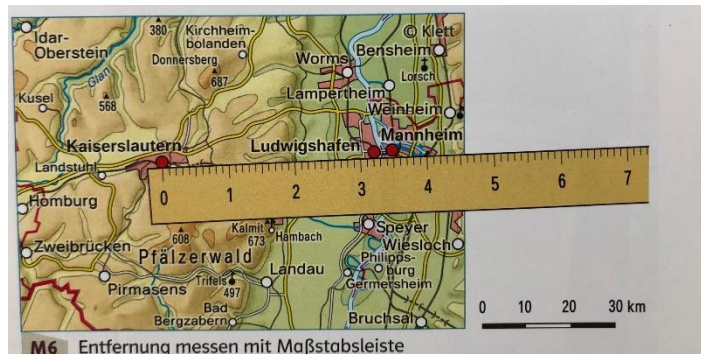 Idar-
Oberstein
380
Kirchheim-
bolanden
Donnersberg
687
© Klett
Bensheim
Worms
Lorsch
Glan
Kusel
568
Lampertheim
Weinheim
Kaiserslautern
Ludwigshafen
Mannheim
Landstuhl
0 1 2 3 4 5 6 7
Homburg
608
Kalmit
673
Hambach
Speyer
Wiesloch
Zweibrücken
Pfälzerwald
Philipps-
burg
Germersheim
Pirmasens
Trifels
497
Landau
Bad
Bergzabern
Bruchsal
0 10 20 30 km
M6 Entfernung messen mit Maßstabsleiste